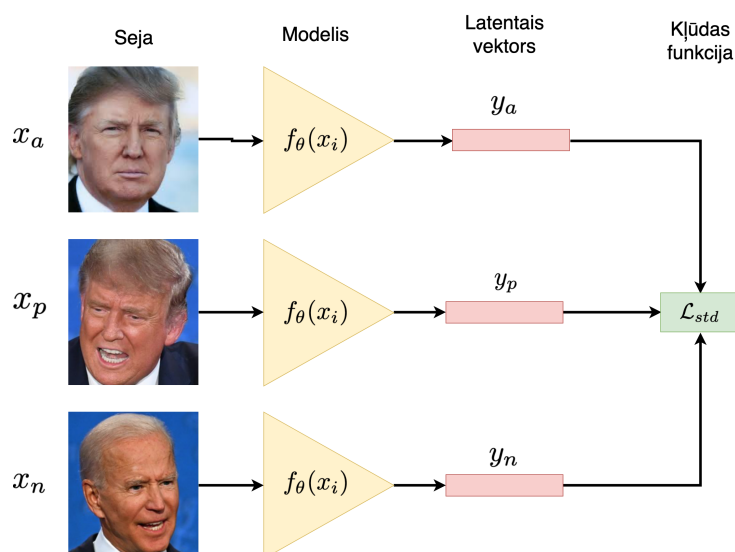 Seja
Modelis
Latentais
vektors
Kļūdas
funkcija
x_a
f_θ(x_i)
y_a
x_p
f_θ(x_i)
y_p
ℒ_std
x_n
f_θ(x_i)
y_n